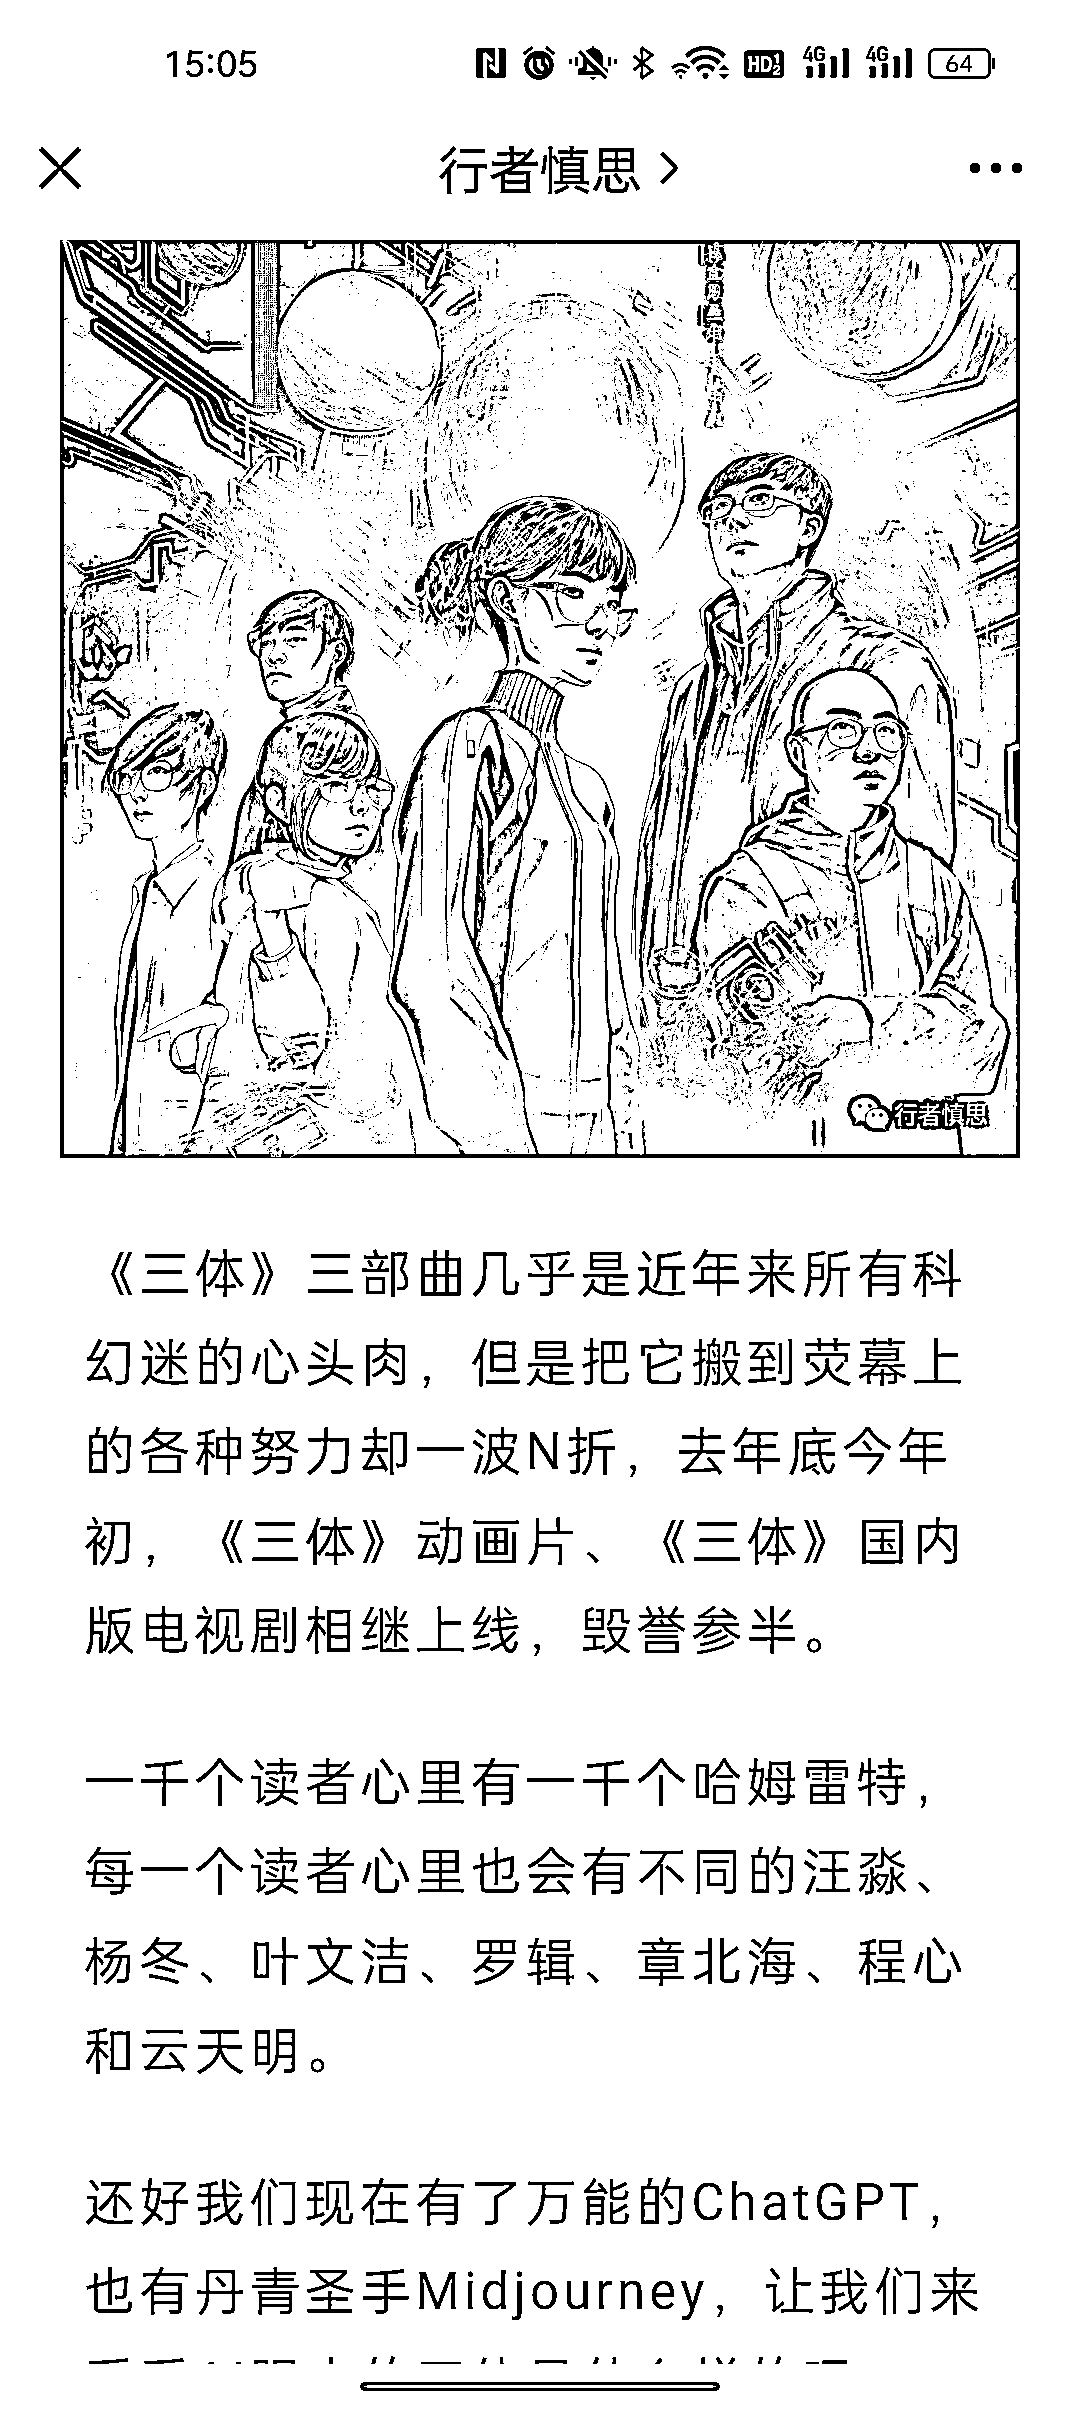 15:05
HD 1 2
4G
4G
64
行者慎思
行者慎思
《三体》三部曲几乎是近年来所有科
幻迷的心头肉，但是把它搬到荧幕上
的各种努力却一波N折，去年底今年
初，《三体》动画片、《三体》国内
版电视剧相继上线，毁誉参半。
一千个读者心里有一千个哈姆雷特，
每一个读者心里也会有不同的汪淼、
杨冬、叶文洁、罗辑、章北海、程心
和云天明。
还好我们现在有了万能的ChatGPT，
也有丹青圣手Midjourney，让我们来